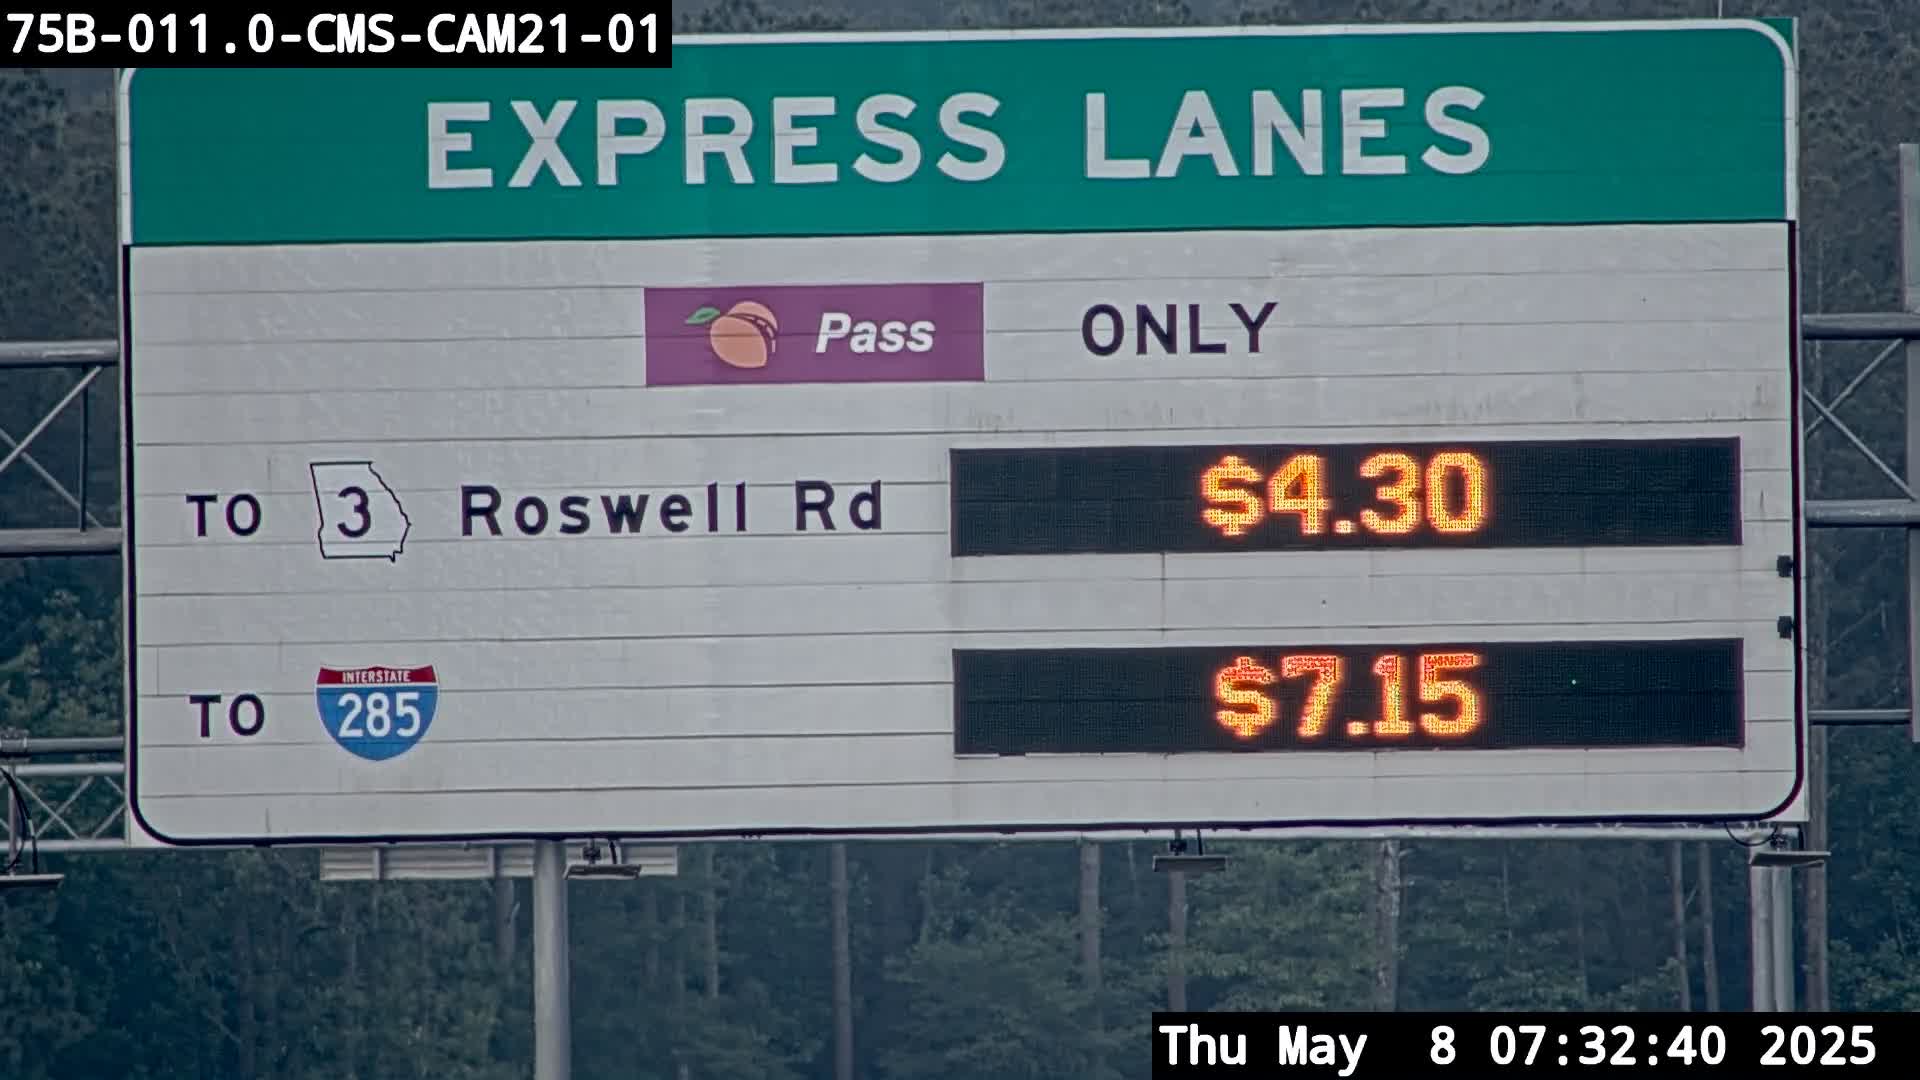 75B-011.0-CMS-CAM21-01
EXPRESS LANES
Pass ONLY
TO 3 Roswell Rd $4.30
INTERSTATE
TO 285 $7.15
Thu May 8 07:32:40 2025